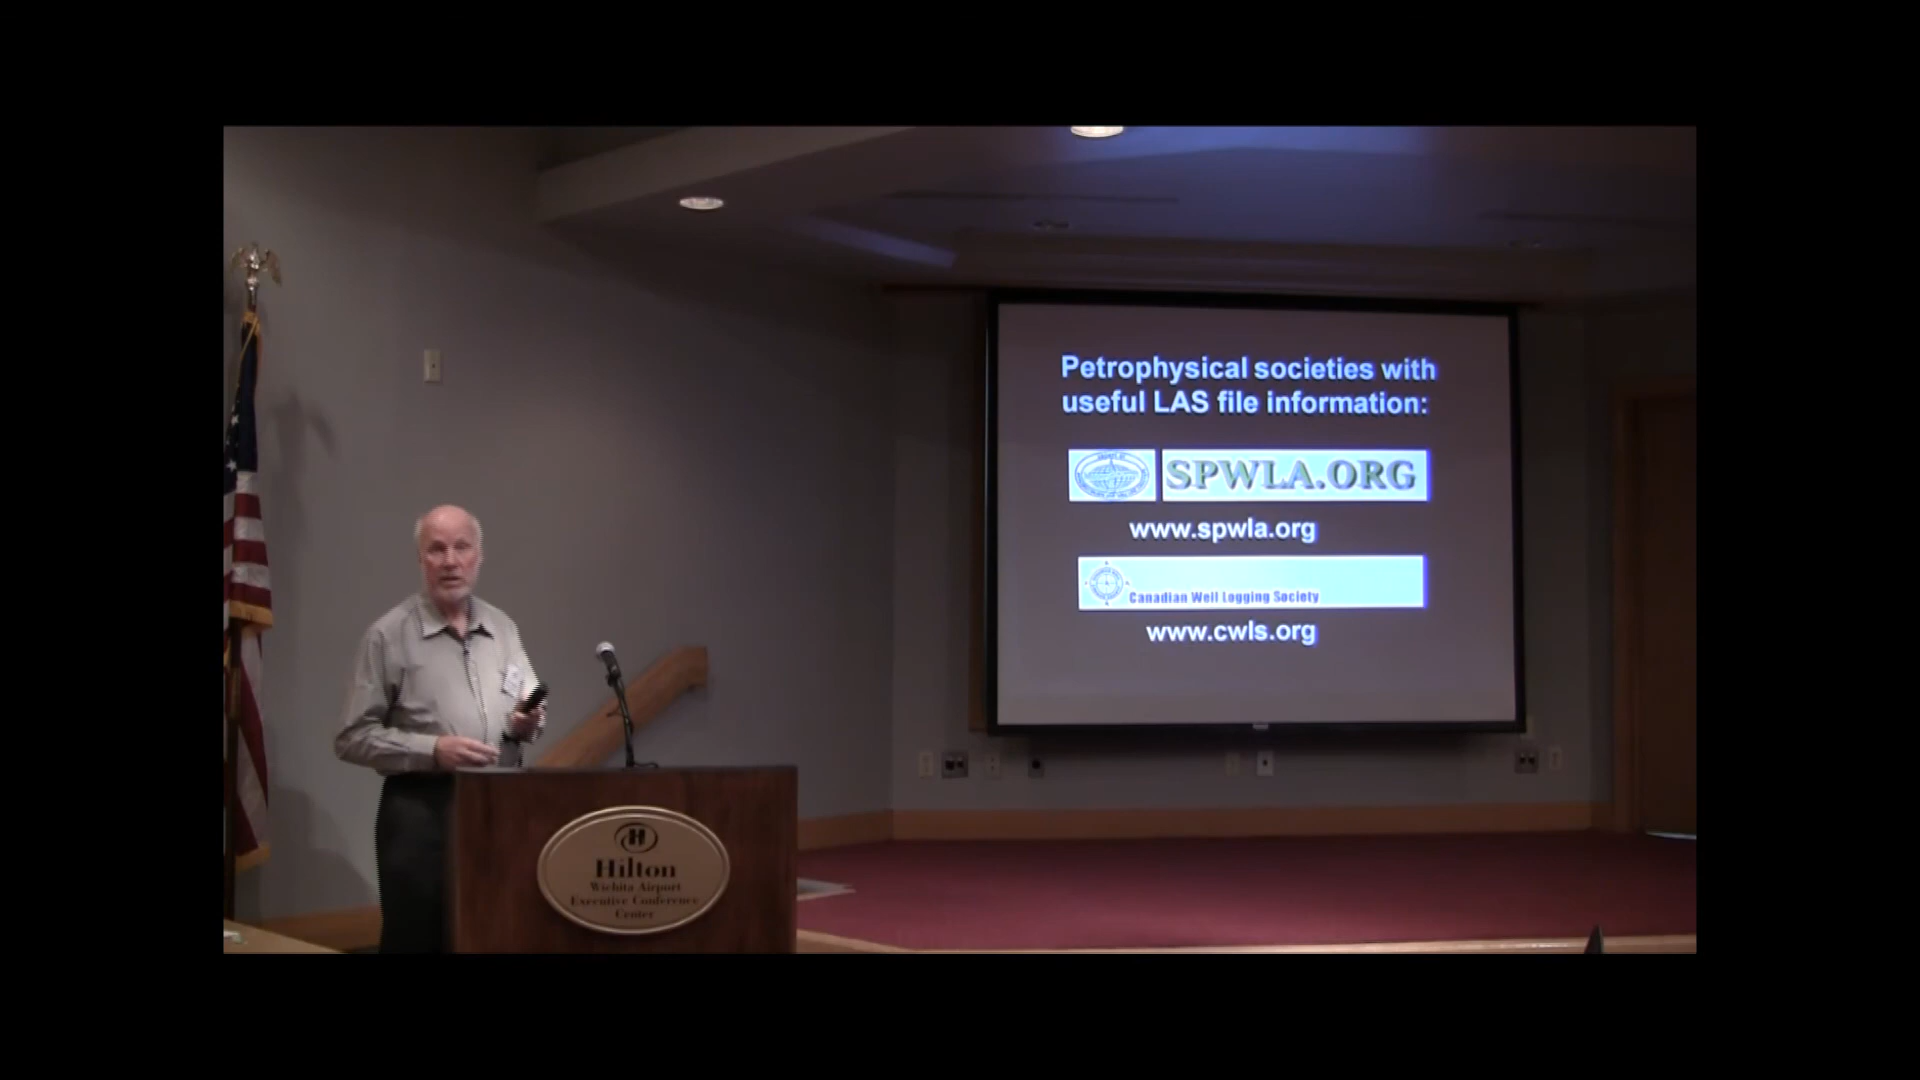 Petrophysical societies with
useful LAS file information:
SPWLA.ORG
www.spwla.org
Canadian Well Logging Society
www.cwls.org
Hilton
Wichita Airport
Executive Conference
Center